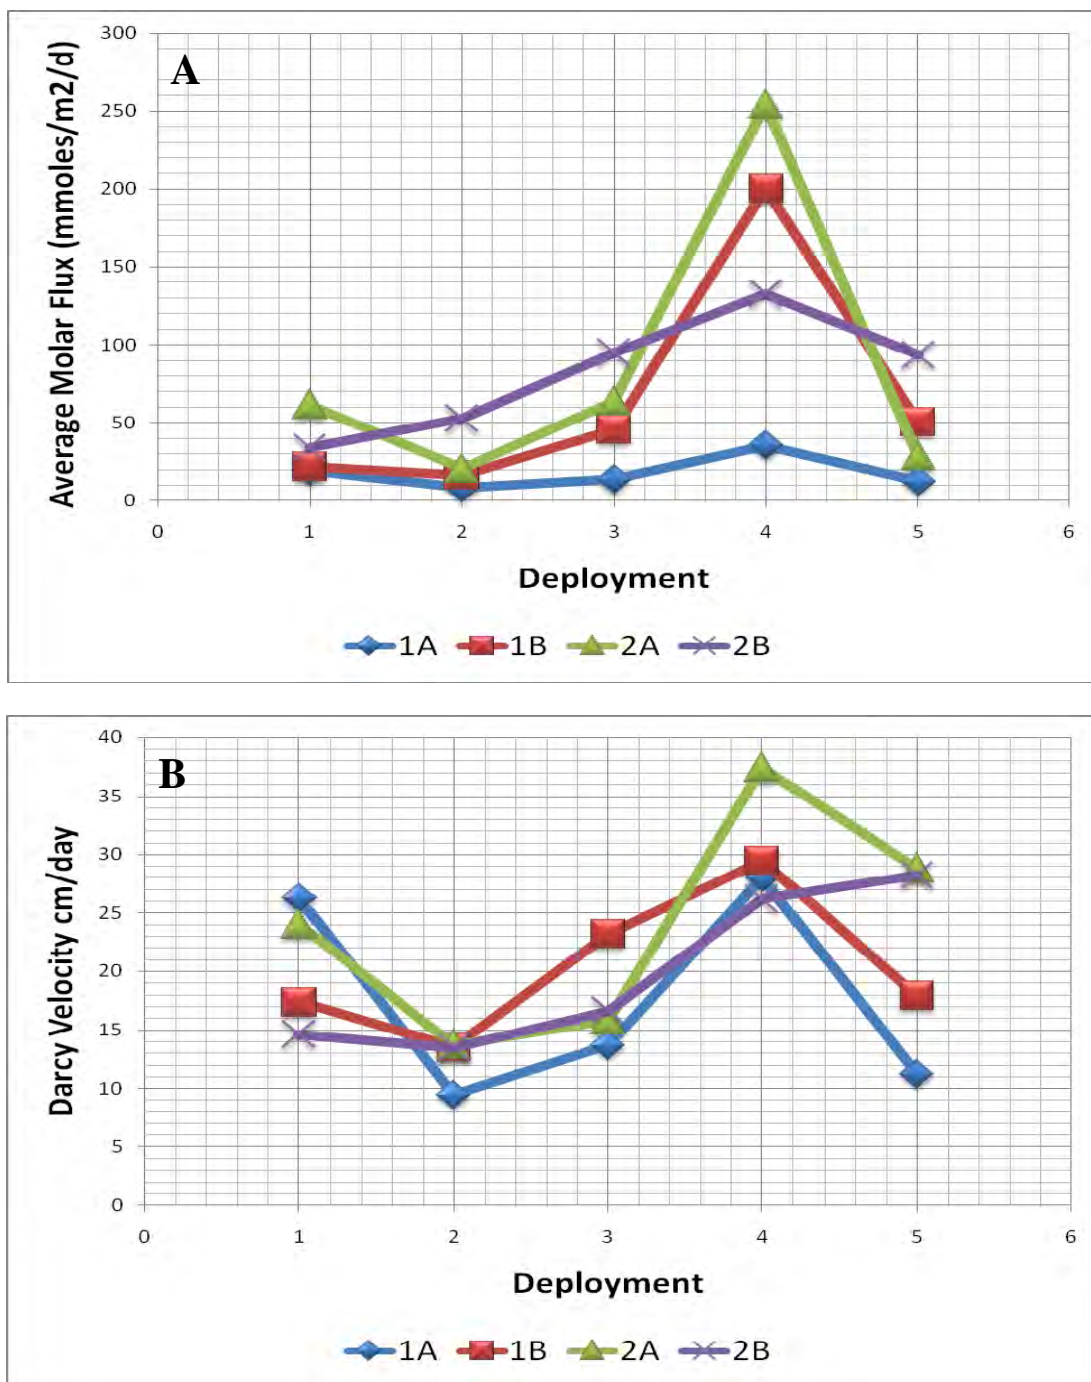 A
Average Molar Flux (mmoles/m2/d)
300
250
200
150
100
50
0
0 1 2 3 4 5 6
Deployment
1A 1B 2A 2B
B
Darcy Velocity cm/day
40
35
30
25
20
15
10
5
0
0 1 2 3 4 5 6
Deployment
1A 1B 2A 2B